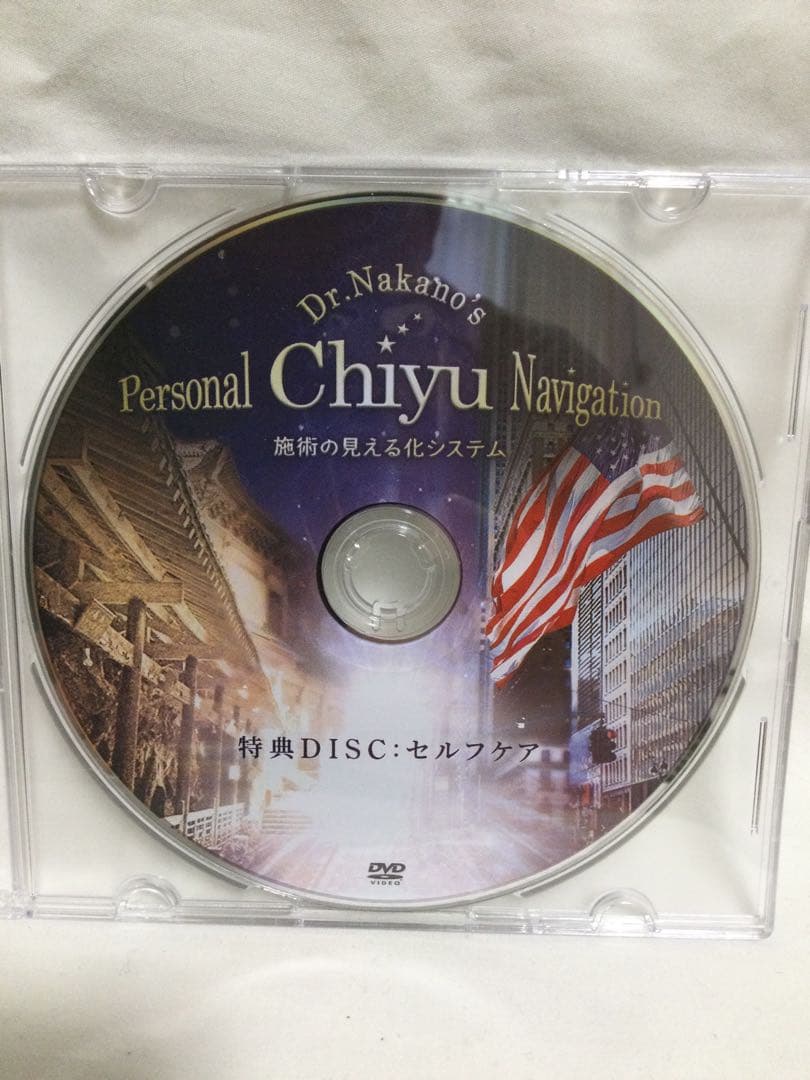 Dr.Nakano's
Personal Chiyu Navigation
施術の見える化システム
特典DISC:セルフケア
DVD
VIDEO